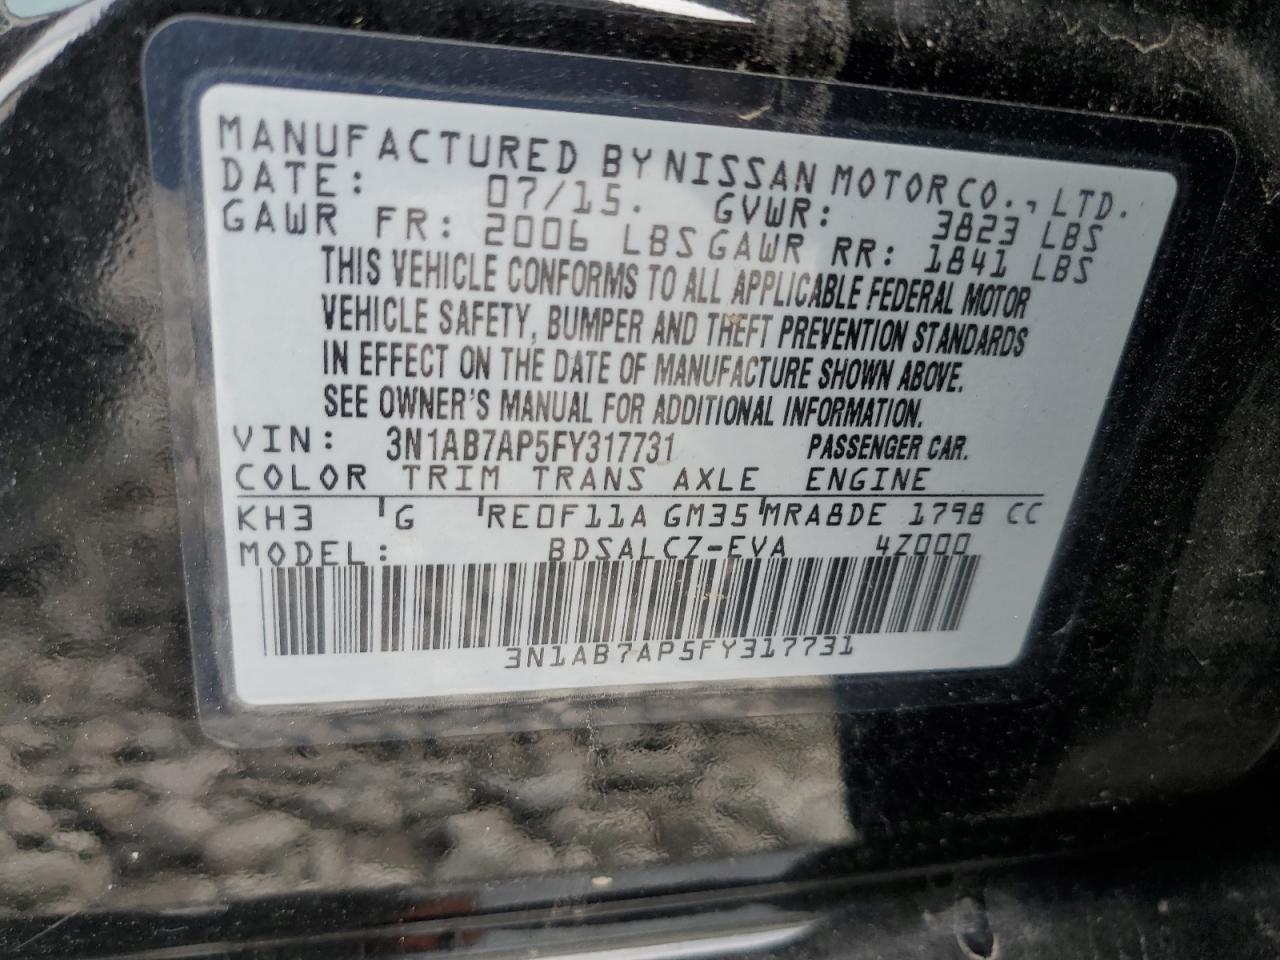 MANUFACTURED BY NISSAN MOTOR CO., LTD.
DATE: 07/15. GVWR: 3823 LBS
GAWR FR: 2006 LBS GAWR RR: 1841 LBS
THIS VEHICLE CONFORMS TO ALL APPLICABLE FEDERAL MOTOR
VEHICLE SAFETY, BUMPER AND THEFT PREVENTION STANDARDS
IN EFFECT ON THE DATE OF MANUFACTURE SHOWN ABOVE.
SEE OWNER'S MANUAL FOR ADDITIONAL INFORMATION.
VIN: 3N1AB7AP5FY317731 PASSENGER CAR.
COLOR TRIM TRANS AXLE ENGINE
KH3 G RE0F11A GM35 MRA8DE 1798 CC
MODEL: BDSALCZ-EVA 4Z000
3N1AB7AP5FY317731